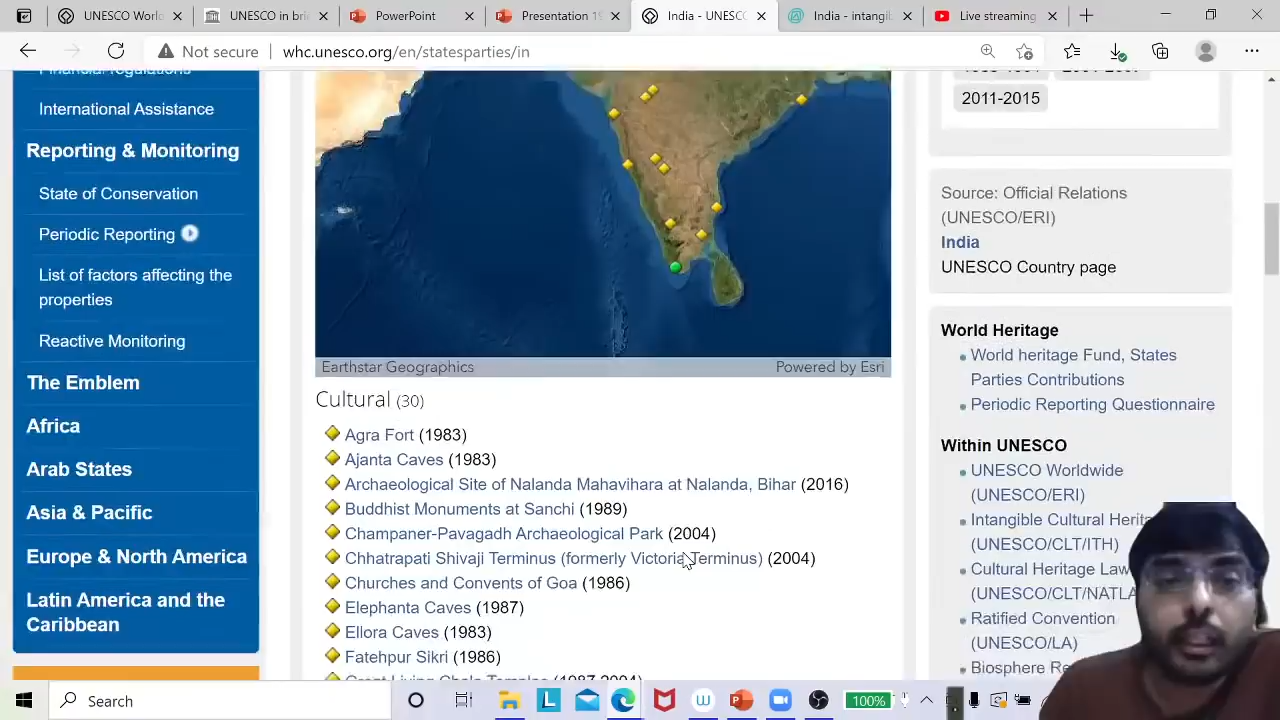 UNESCO in bri
PowerPoint
Presentation 1
India - UNESC
India - intangi
Streaming
Not secure
whc.unesco.org/en/statesparties/in
Financial regulations
International Assistance
Reporting & Monitoring
State of Conservation
Periodic Reporting
List of factors affecting the
properties
Reactive Monitoring
The Emblem
Africa
Arab States
Asia & Pacific
Europe & North America
Latin America and the
Caribbean
Earthstar Geographics
Powered by Esri
Cultural (30)
Agra Fort (1983)
Ajanta Caves (1983)
Archaeological Site of Nalanda Mahavihara at Nalanda, Bihar (2016)
Buddhist Monuments at Sanchi (1989)
Champaner-Pavagadh Archaeological Park (2004)
Chhatrapati Shivaji Terminus (formerly Victoria Terminus) (2004)
Churches and Convents of Goa (1986)
Elephanta Caves (1987)
Ellora Caves (1983)
Fatehpur Sikri (1986)
2011-2015
Source: Official Relations
(UNESCO/ERI)
India
UNESCO Country page
World Heritage
World heritage Fund, States
Parties Contributions
Periodic Reporting Questionnaire
Within UNESCO
UNESCO Worldwide
(UNESCO/ERI)
Intangible Cultural Herita
(UNESCO/CLT/ITH)
Cultural Heritage Law
(UNESCO/CLT/NATLA
Ratified Convention
(UNESCO/LA)
Biosphere Re
Search
100%